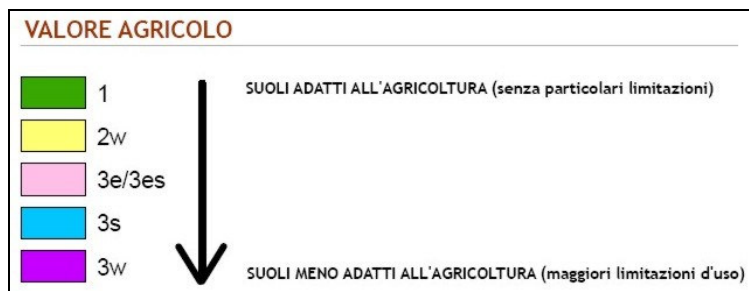 VALORE AGRICOLO
1
SUOLI ADATTI ALL'AGRICOLTURA (senza particolari limitazioni)
2w
3e/3es
3s
3w
SUOLI MENO ADATTI ALL'AGRICOLTURA (maggiori limitazioni d'uso)